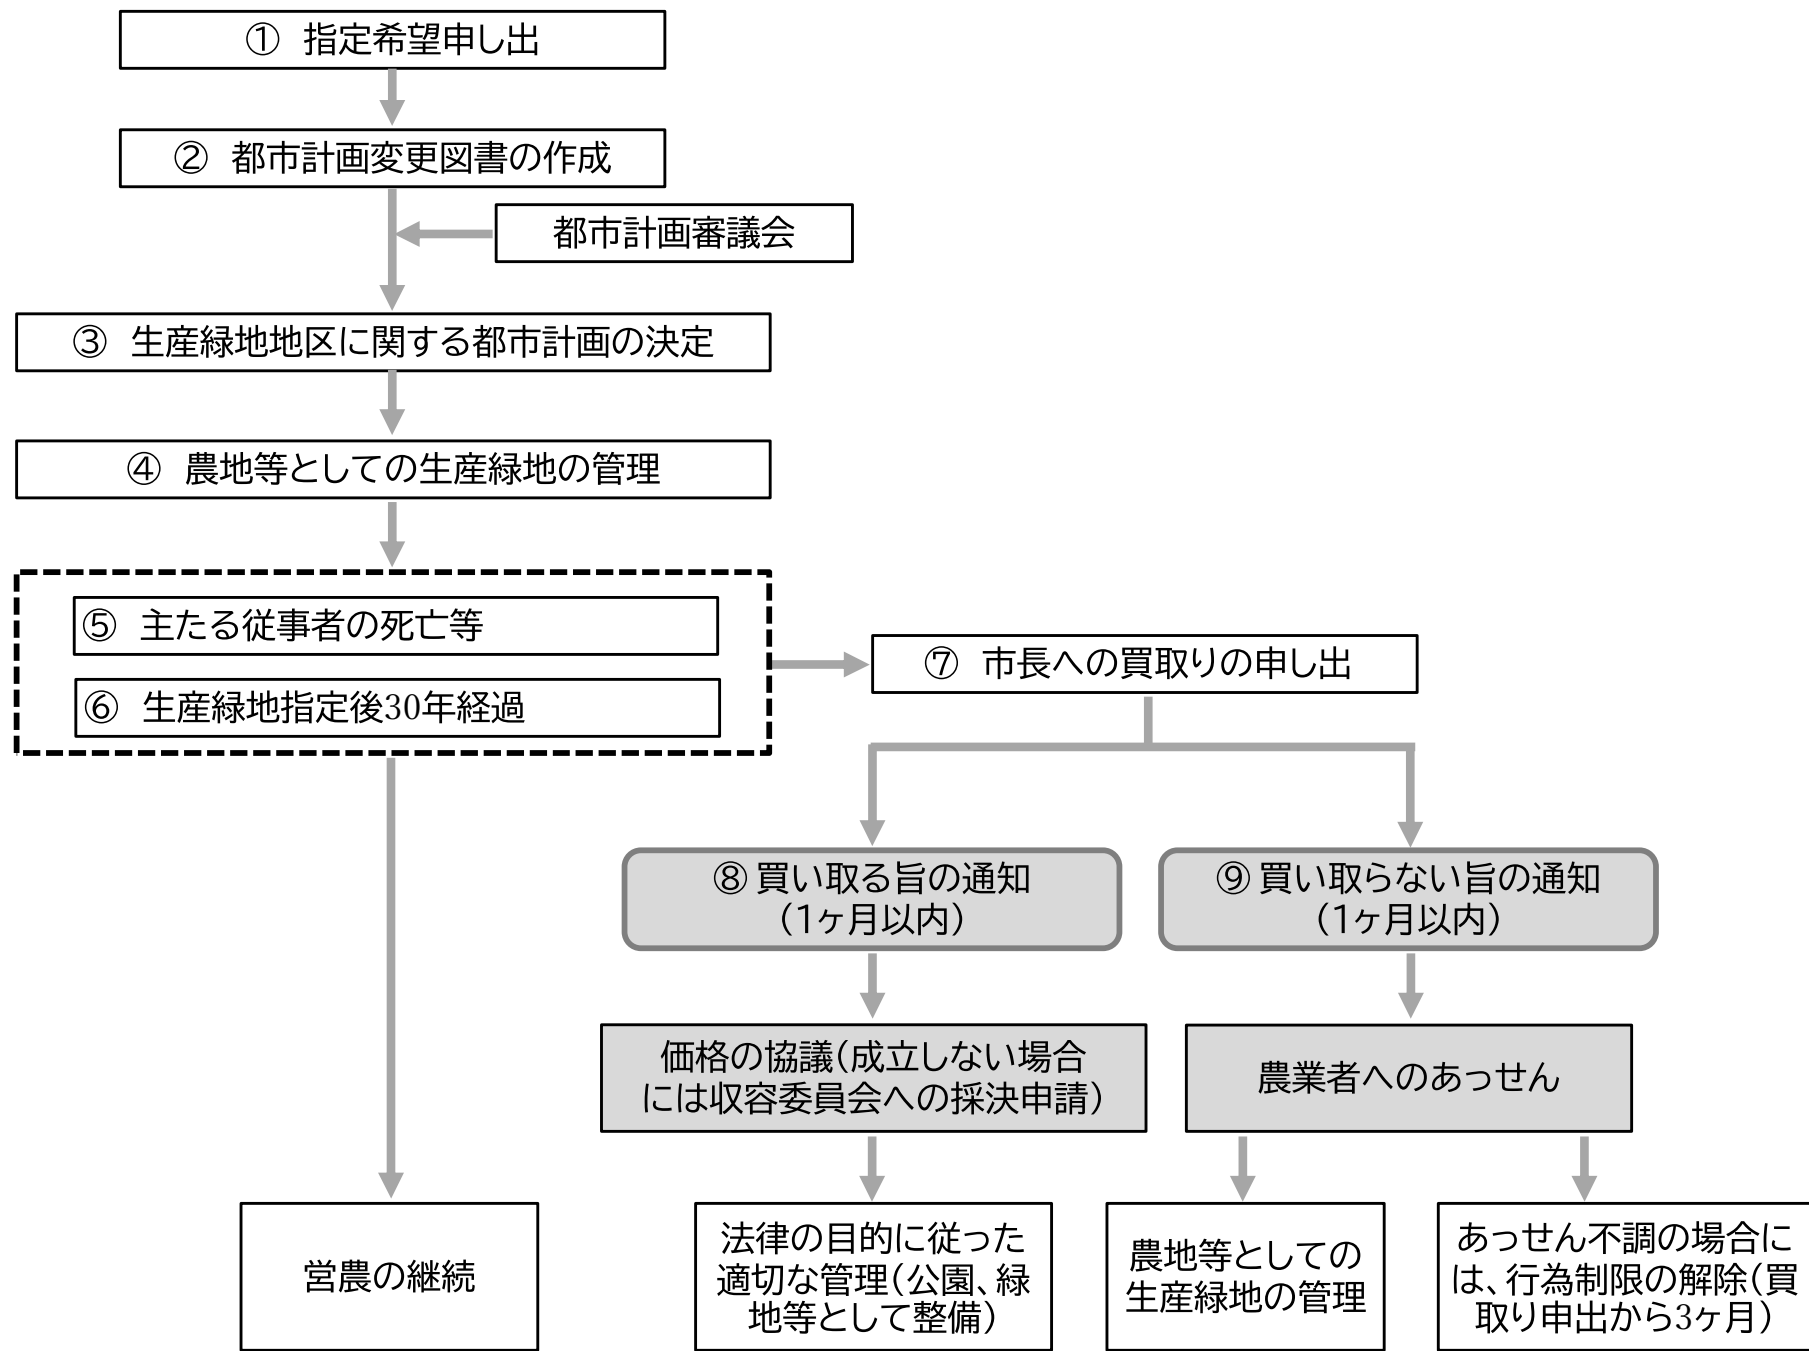 ① 指定希望申し出
② 都市計画変更図書の作成
都市計画審議会
③ 生産緑地地区に関する都市計画の決定
④ 農地等としての生産緑地の管理
⑤ 主たる従事者の死亡等
⑥ 生産緑地指定後30年経過
⑦ 市長への買取りの申し出
⑧ 買い取る旨の通知
（１ヶ月以内）
⑨ 買い取らない旨の通知
（１ヶ月以内）
価格の協議（成立しない場合
には収容委員会への採決申請）
農業者へのあっせん
営農の継続
法律の目的に従った
適切な管理（公園、緑
地等として整備）
農地等としての
生産緑地の管理
あっせん不調の場合に
は、行為制限の解除（買
取り申出から3ヶ月）